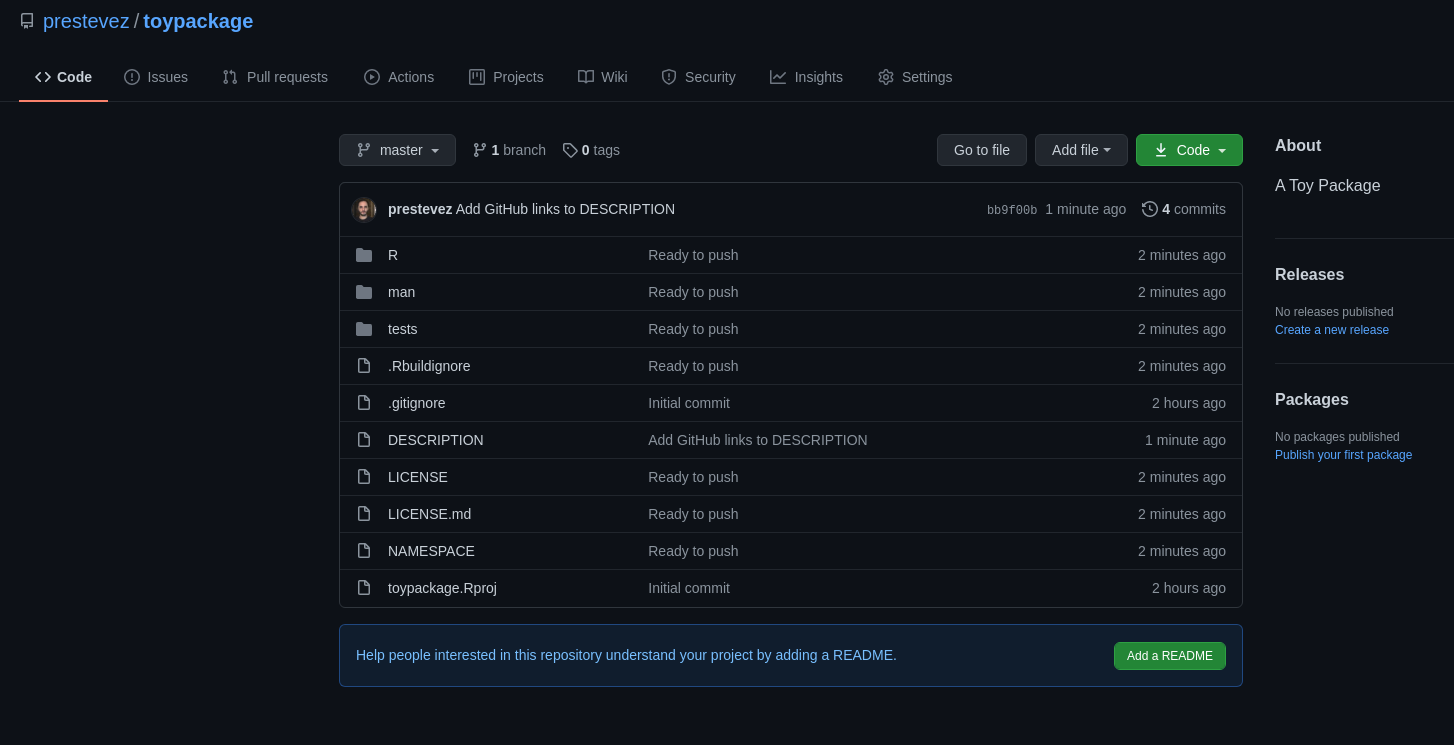 prestevez / toypackage
Code Issues Pull requests Actions Projects Wiki Security Insights Settings
master 1 branch 0 tags Go to file Add file Code
prestevez Add GitHub links to DESCRIPTION bb9f00b 1 minute ago 4 commits
R Ready to push 2 minutes ago
man Ready to push 2 minutes ago
tests Ready to push 2 minutes ago
.Rbuildignore Ready to push 2 minutes ago
.gitignore Initial commit 2 hours ago
DESCRIPTION Add GitHub links to DESCRIPTION 1 minute ago
LICENSE Ready to push 2 minutes ago
LICENSE.md Ready to push 2 minutes ago
NAMESPACE Ready to push 2 minutes ago
toypackage.Rproj Initial commit 2 hours ago
Help people interested in this repository understand your project by adding a README. Add a README
About
A Toy Package
Releases
No releases published
Create a new release
Packages
No packages published
Publish your first package